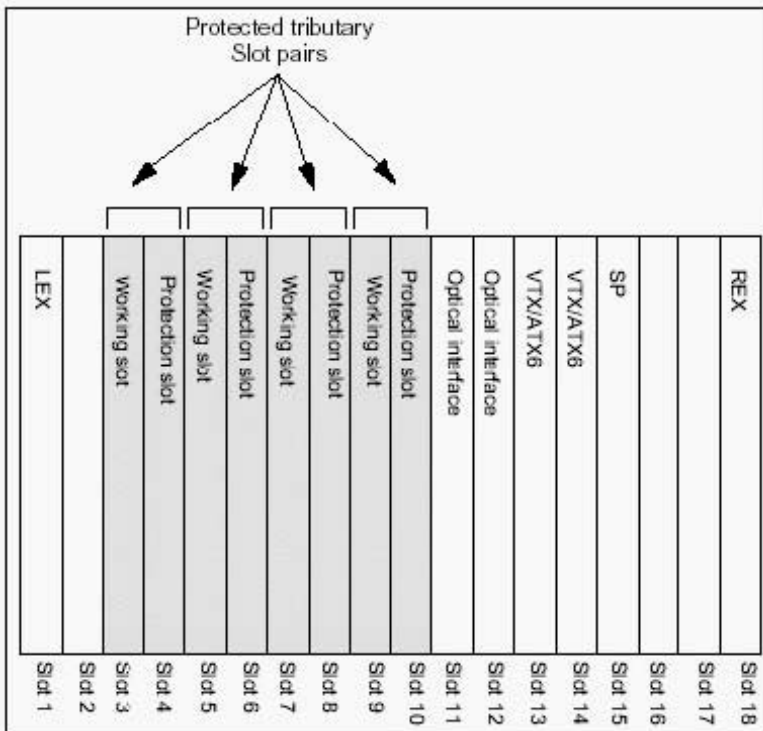 Protected tributary
Slot pairs
LEX
Working slot
Protection slot
Working slot
Protection slot
Working slot
Protection slot
Working slot
Protection slot
Optical interface
Optical interface
VTX/ATX6
VTX/ATX6
SP
REX
Slot 1
Slot 2
Slot 3
Slot 4
Slot 5
Slot 6
Slot 7
Slot 8
Slot 9
Slot 10
Slot 11
Slot 12
Slot 13
Slot 14
Slot 15
Slot 16
Slot 17
Slot 18